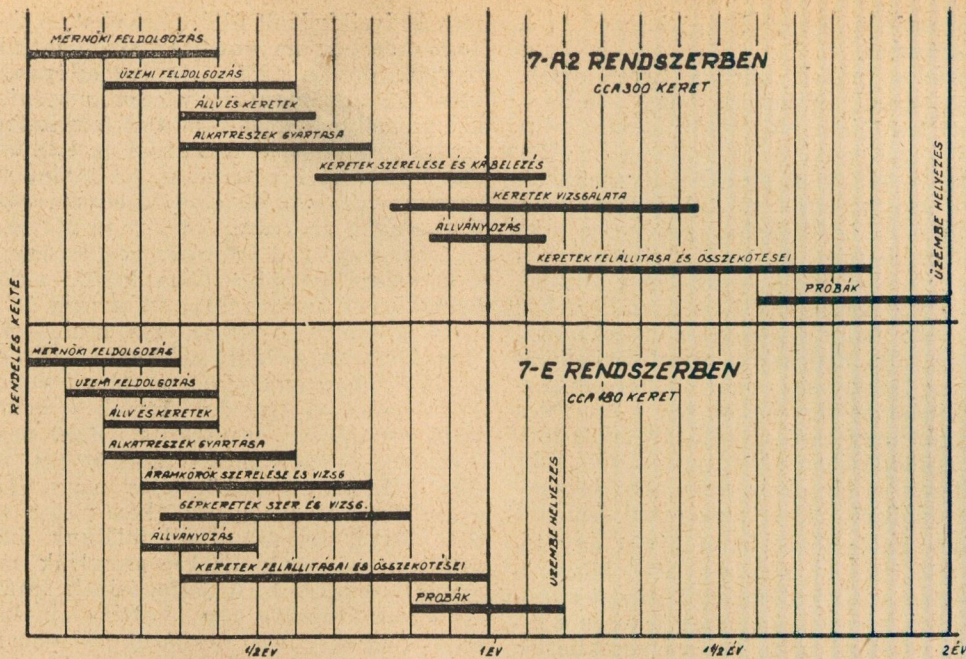 MÉRNÖKI FELDOLGOZÁS
7-A2 RENDSZERBEN
CCA 300 KERET
ÜZEMI FELDOLGOZÁS
ÁLLV ÉS KERETEK
ALKATRÉSZEK GYÁRTÁSA
KERETEK SZERELÉSE ÉS KÁBELEZÉS
KERETEK VIZSGÁLATA
ÁLLVÁNYOZÁS
KERETEK FELÁLLITÁSA ÉS ÖSSZEKÖTÉSEI
PRÓBÁK
ÜZEMBE HELYEZÉS
RENDELÉS KELTE
MÉRNÖKI FELDOLGOZÁS
7-E RENDSZERBEN
CCA 180 KERET
ÜZEMI FELDOLGOZÁS
ÁLLV ÉS KERETEK
ALKATRÉSZEK GYÁRTÁSA
ÁRAMKÖRÖK SZERELÉSE ÉS VIZSG
GÉPKERETEK SZER ÉS VIZSG.
ÁLLVÁNYOZÁS
KERETEK FELÁLLITÁSAI ÉS ÖSSZEKÖTÉSEI
PRÓBÁK
ÜZEMBE HELYEZÉS
1/2 ÉV
1 ÉV
1 1/2 ÉV
2 ÉV